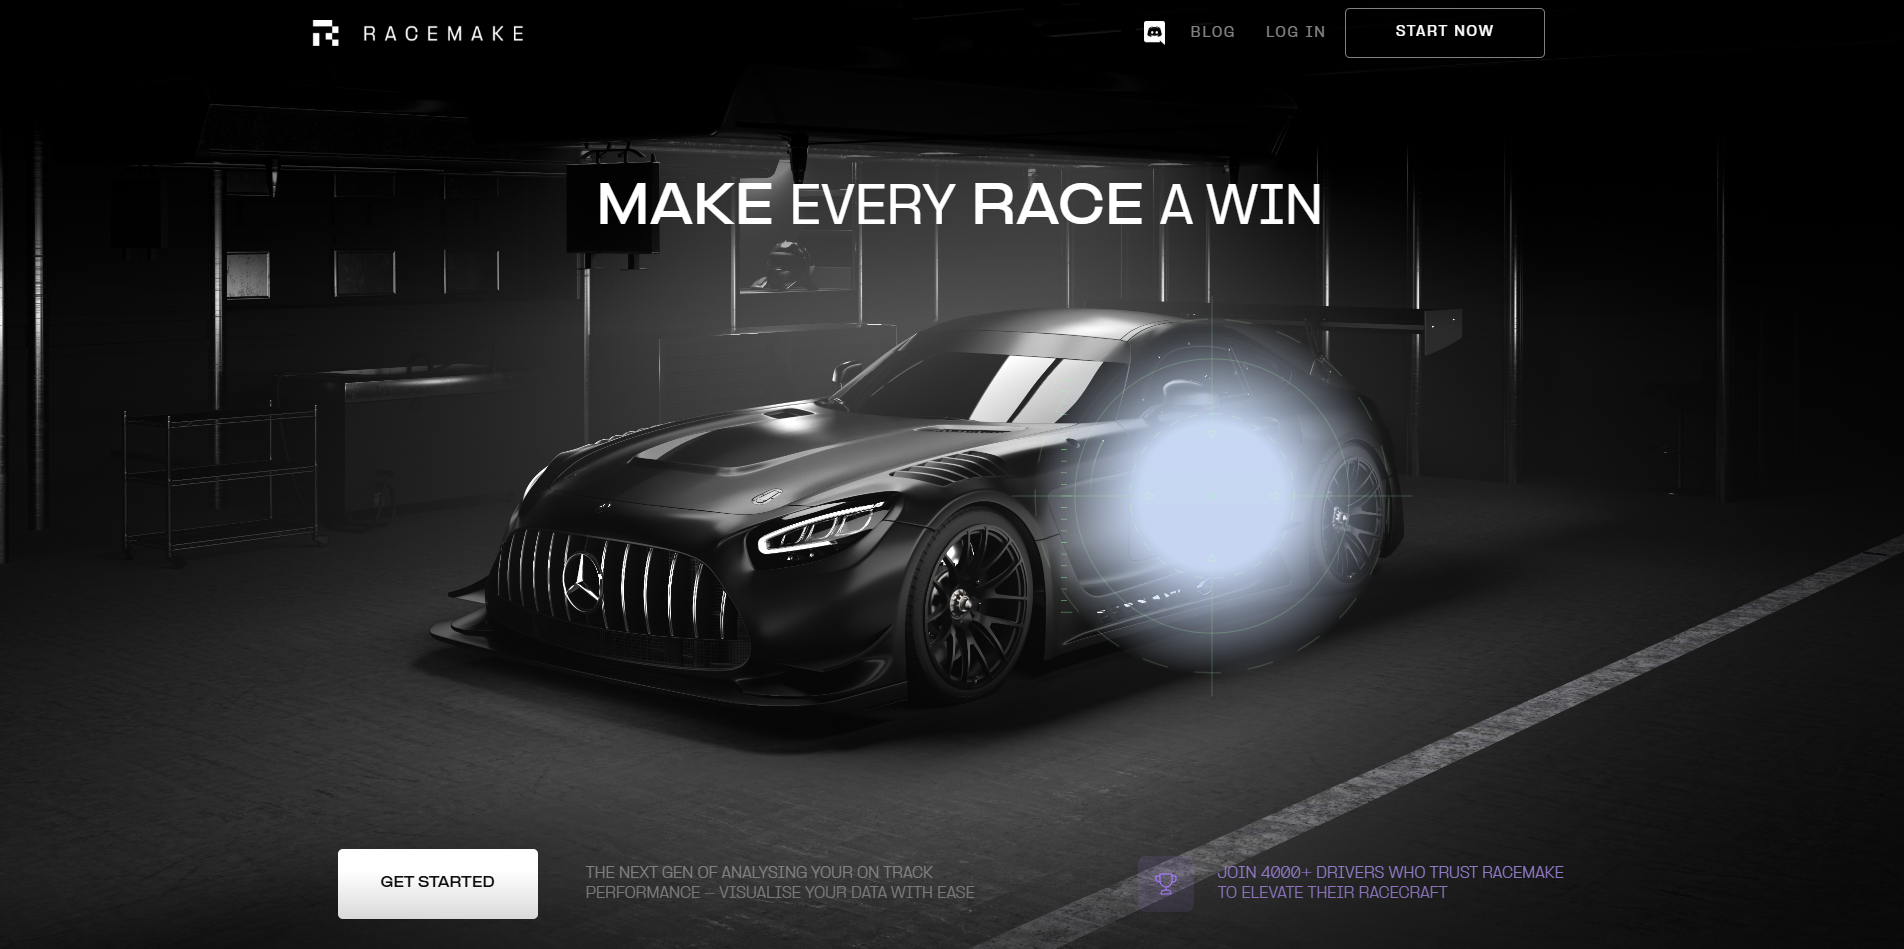 RACEMAKE
BLOG
LOG IN
START NOW
MAKE EVERY RACE A WIN
GET STARTED
THE NEXT GEN OF ANALYSING YOUR ON TRACK
PERFORMANCE – VISUALISE YOUR DATA WITH EASE
JOIN 4000+ DRIVERS WHO TRUST RACEMAKE
TO ELEVATE THEIR RACECRAFT